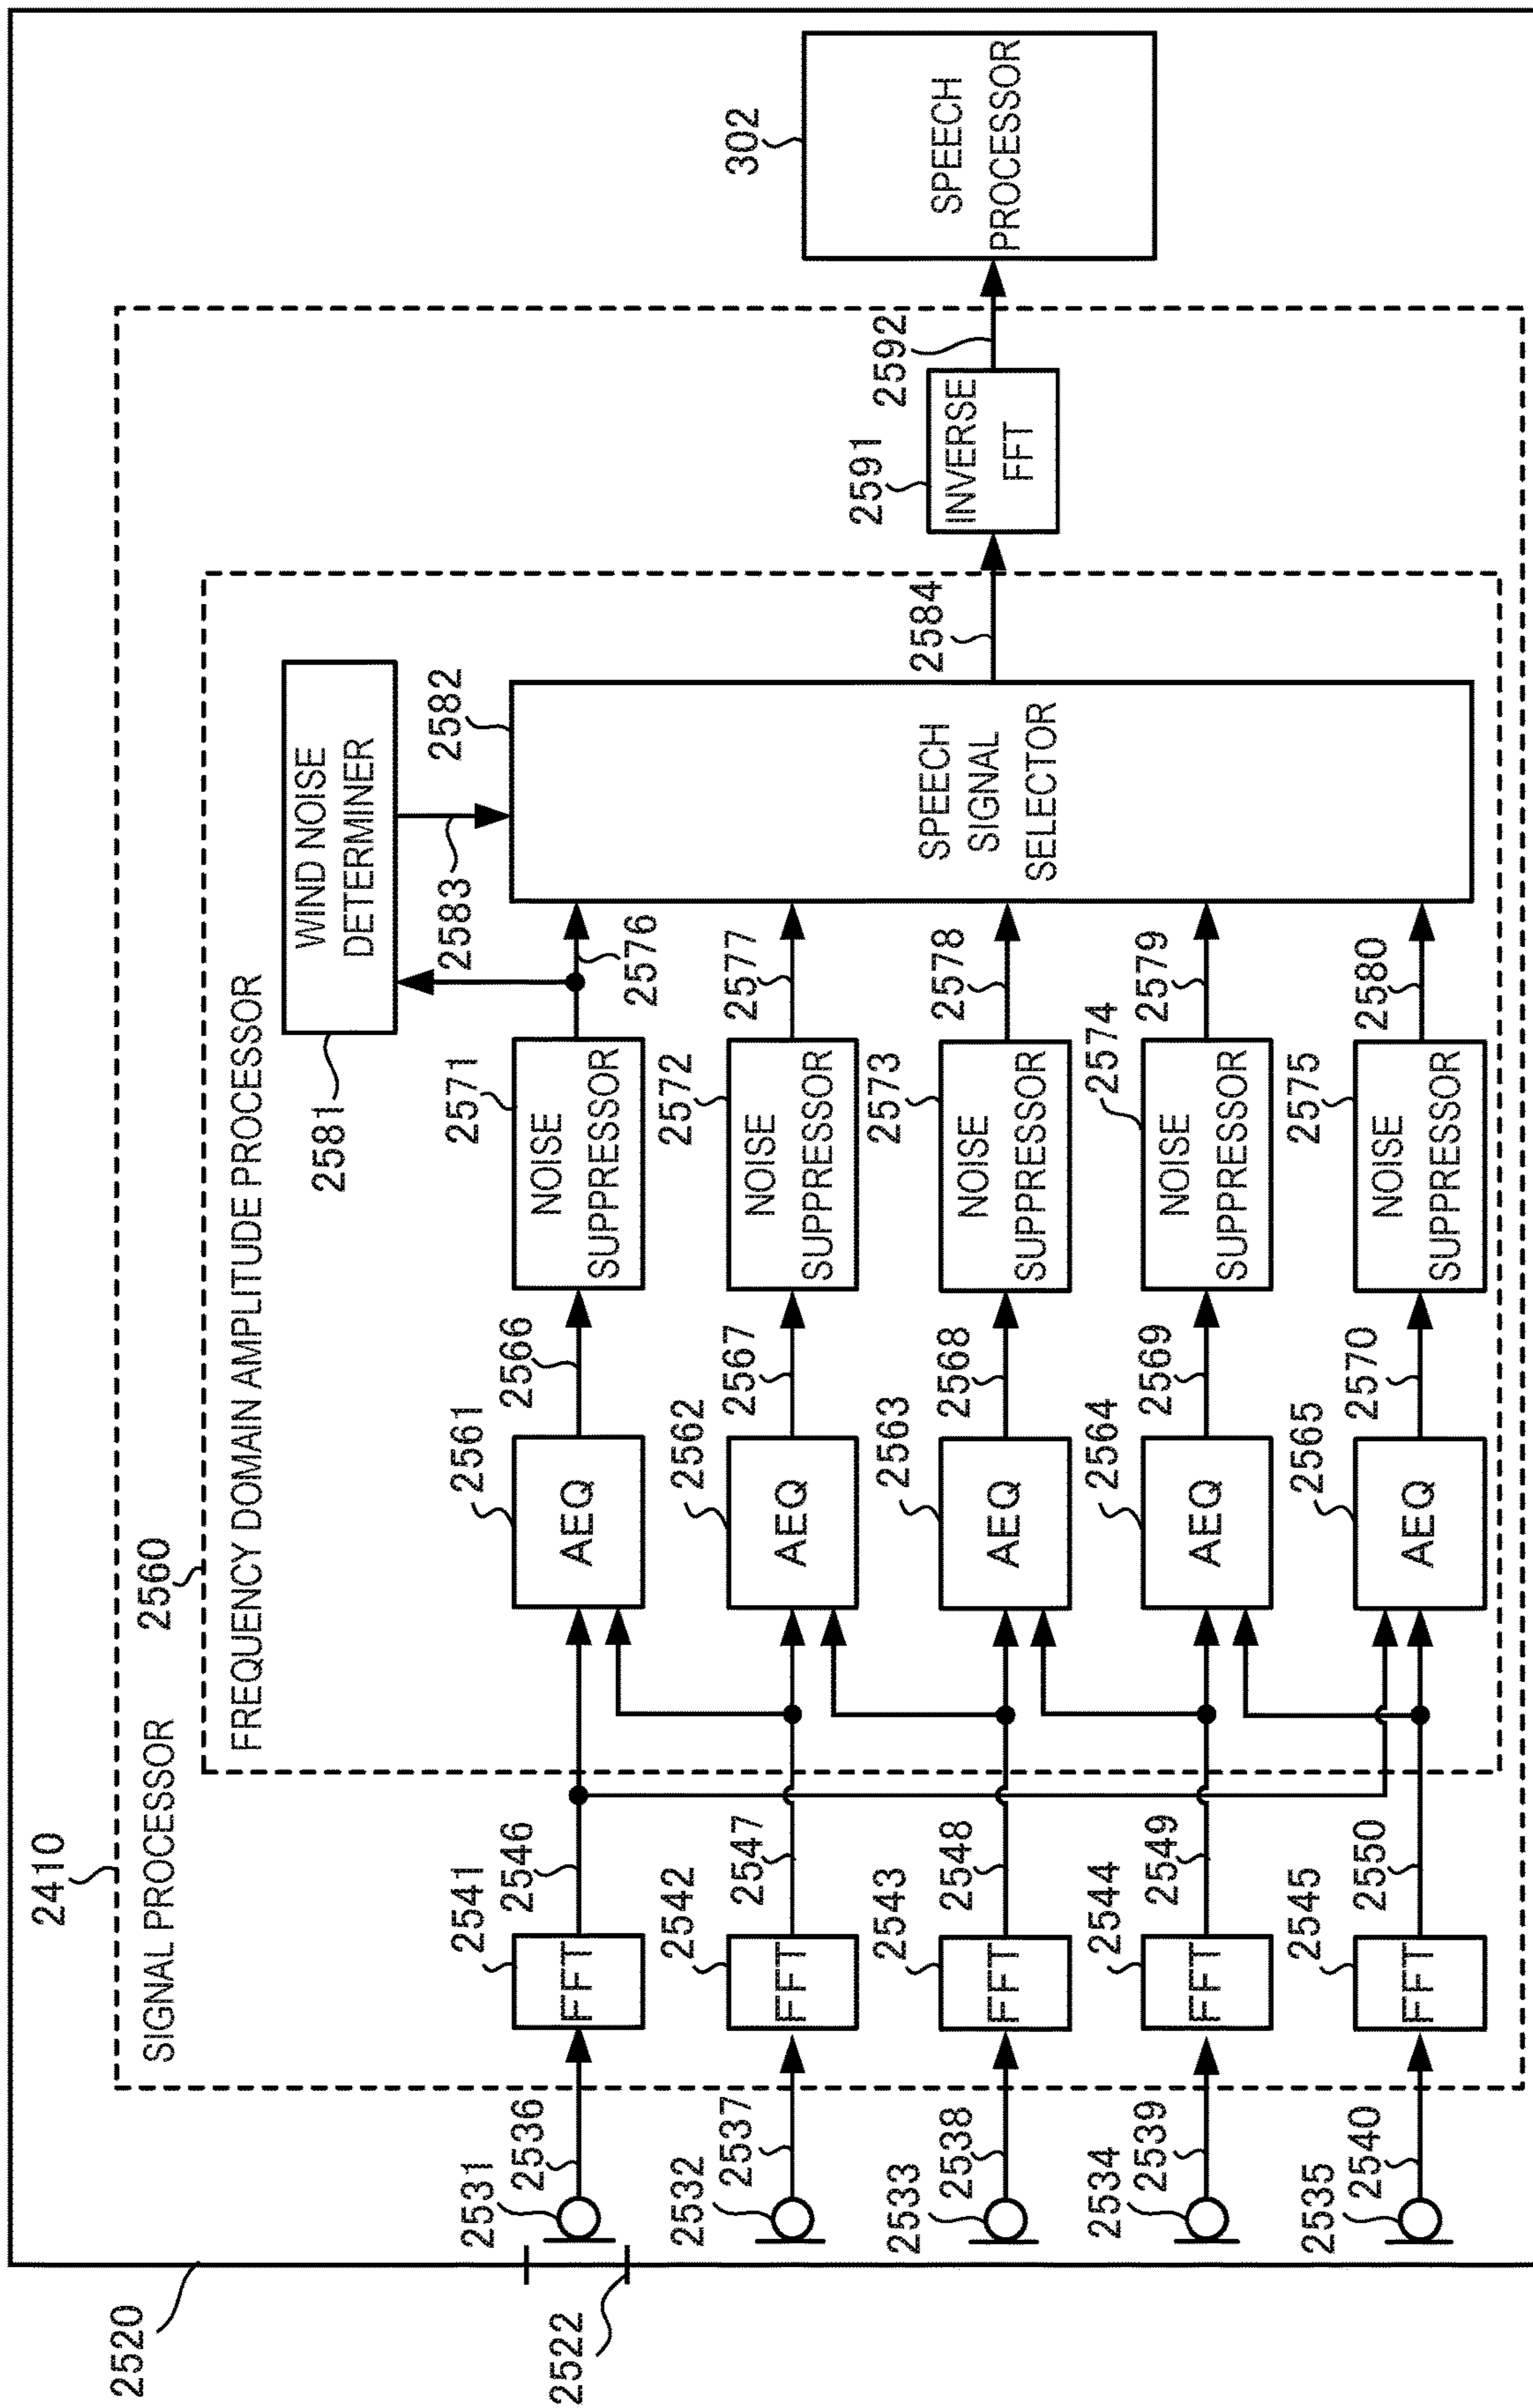 2520
2522
2410
SIGNAL PROCESSOR
2560
FREQUENCY DOMAIN AMPLITUDE PROCESSOR
2531
2536
2541
FFT
2546
2561
AEQ
2566
2571
NOISE
SUPPRESSOR
2576
2581
WIND NOISE
DETERMINER
2583
2582
SPEECH
SIGNAL
SELECTOR
2584
2591
INVERSE
FFT
2592
302
SPEECH
PROCESSOR
2532
2537
2542
FFT
2547
2562
AEQ
2567
2572
NOISE
SUPPRESSOR
2577
2533
2538
2543
FFT
2548
2563
AEQ
2568
2573
NOISE
SUPPRESSOR
2578
2534
2539
2544
FFT
2549
2564
AEQ
2569
2574
NOISE
SUPPRESSOR
2579
2535
2540
2545
FFT
2550
2565
AEQ
2570
2575
NOISE
SUPPRESSOR
2580